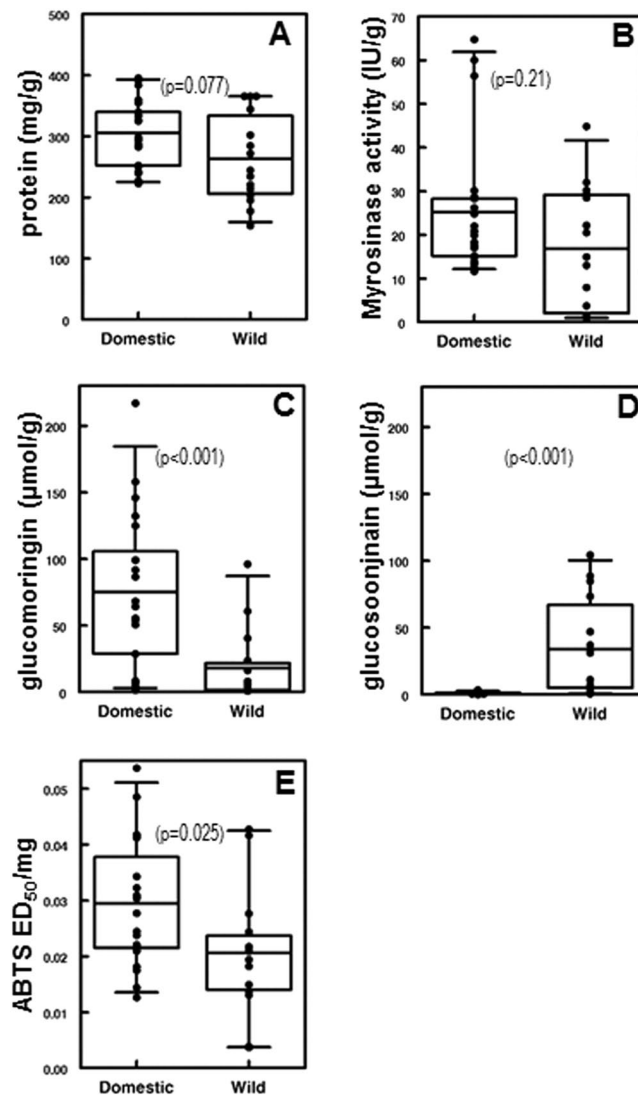 A
protein (mg/g)
500
400
300
200
100
0
(p=0.077)
Domestic Wild
B
Myrosinase activity (IU/g)
70
60
50
40
30
20
10
0
(p=0.21)
Domestic Wild
C
glucomoringin (μmol/g)
200
150
100
50
0
(p<0.001)
Domestic Wild
D
glucosoonjnain (μmol/g)
200
150
100
50
0
(p<0.001)
Domestic Wild
E
ABTS ED50/mg
0.05
0.04
0.03
0.02
0.01
0.00
(p=0.025)
Domestic Wild